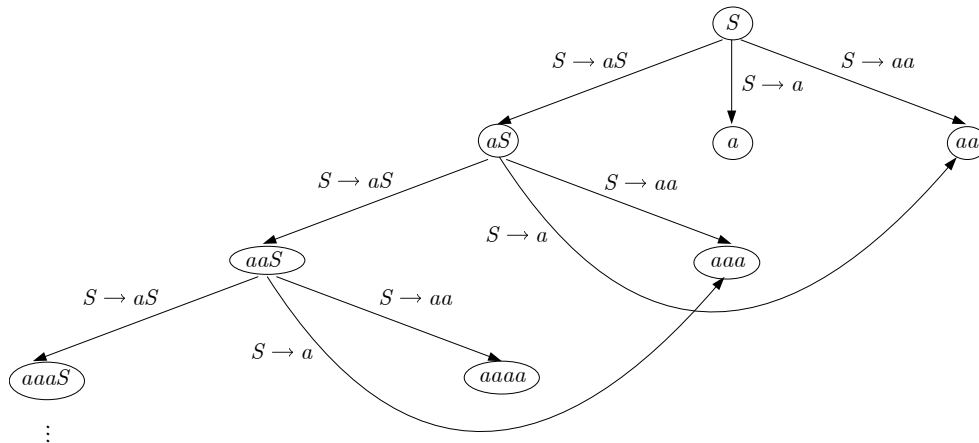 S
S → aS
S → a
S → aa
aS
a
aa
S → aS
S → aa
S → a
aaS
aaa
S → aS
S → aa
S → a
aaaS
aaaa
⋮